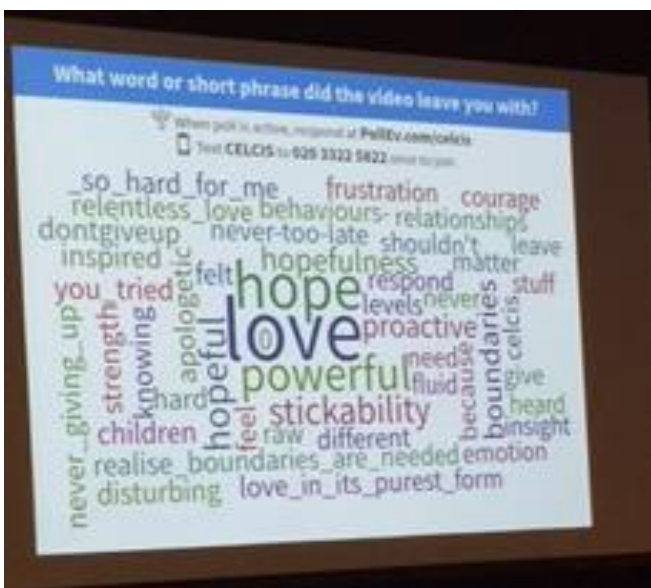 What word or short phrase did the video leave you with?
When poll is active, respond at PollEv.com/celcis
Text CELCIS to 020 3322 5822 once to join
_so_hard_for_me frustration courage
relentless_love behaviours- relationships
dontgiveup never-too-late shouldn't leave
inspired hopefulness matter
felt hope respond stuff
you_tried levels never
apologetic
love proactive
never_giving_up strength knowing hopeful
powerful need
fluid because boundaries celcis give
hard feel stickability heard
children raw different insight
realise_boundaries_are_needed emotion
disturbing love_in_its_purest_form